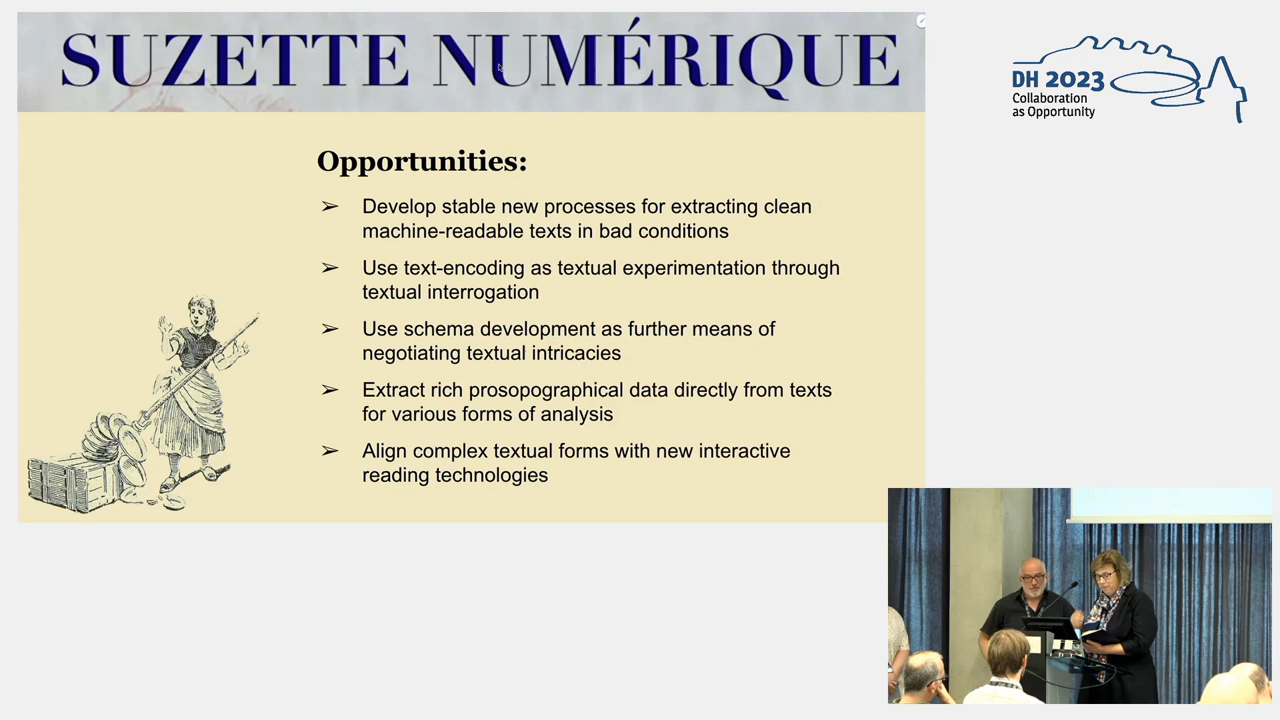 SUZETTE NUMÉRIQUE
DH 2023
Collaboration
as Opportunity
Opportunities:
➢ Develop stable new processes for extracting clean
machine-readable texts in bad conditions
➢ Use text-encoding as textual experimentation through
textual interrogation
➢ Use schema development as further means of
negotiating textual intricacies
➢ Extract rich prosopographical data directly from texts
for various forms of analysis
➢ Align complex textual forms with new interactive
reading technologies